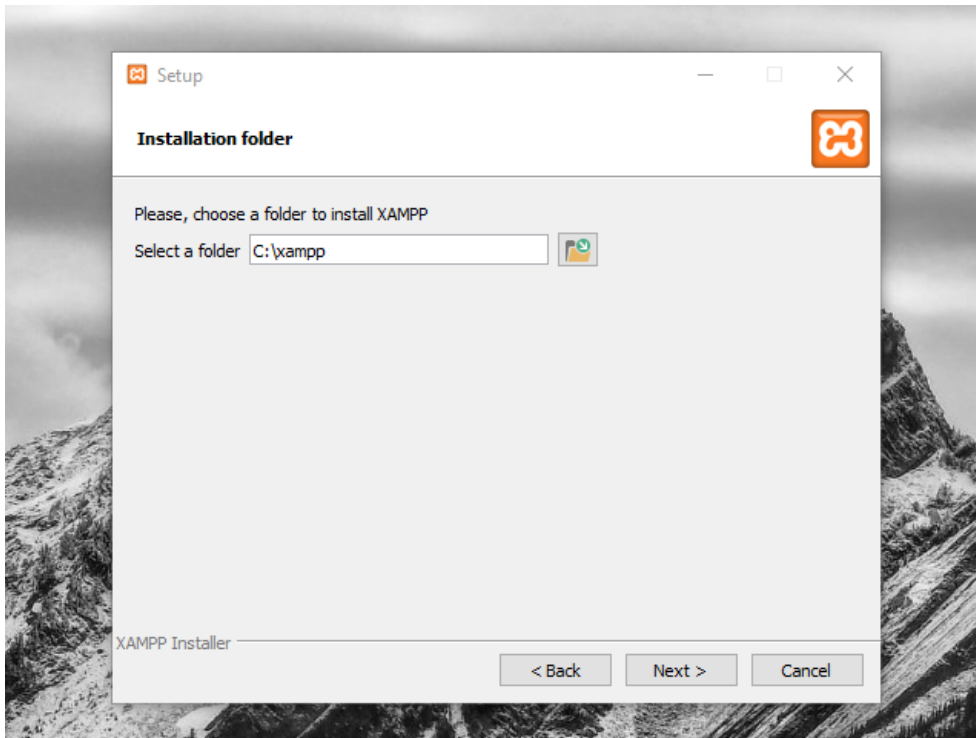 Setup
Installation folder
Please, choose a folder to install XAMPP
Select a folder C:\xampp
XAMPP Installer
< Back Next > Cancel